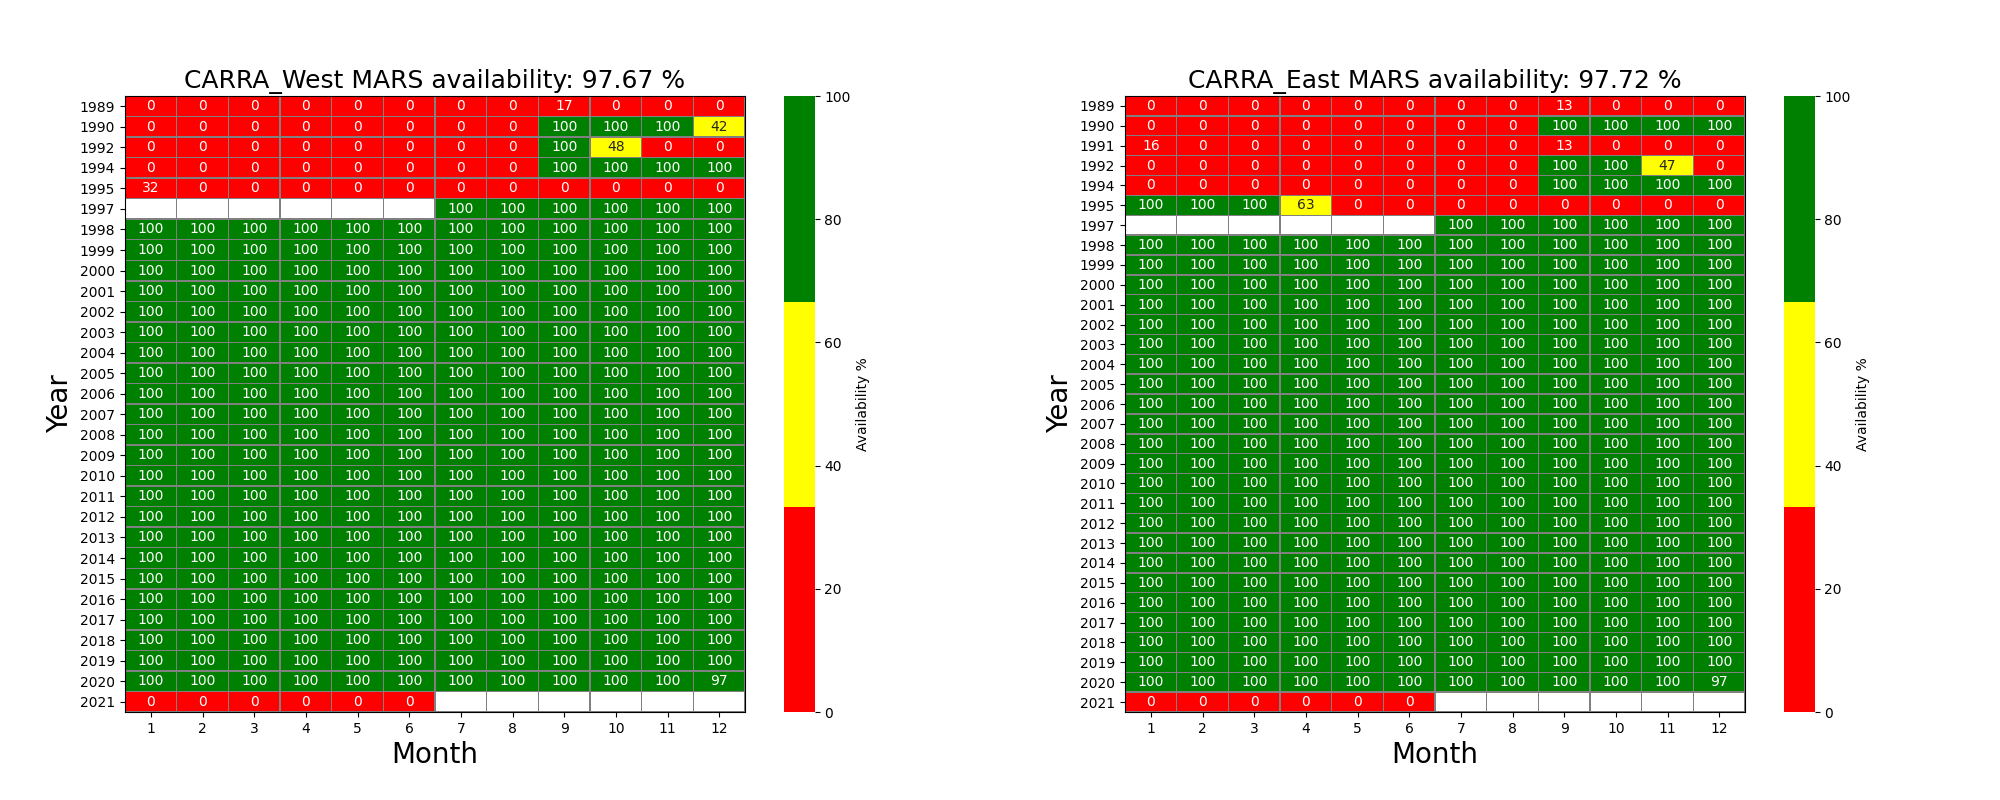 CARRA_West MARS availability: 97.67 %
1989 0 0 0 0 0 0 0 0 17 0 0 0
1990 0 0 0 0 0 0 0 0 100 100 100 42
1992 0 0 0 0 0 0 0 0 100 48 0 0
1994 0 0 0 0 0 0 0 0 100 100 100 100
1995 32 0 0 0 0 0 0 0 0 0 0 0
1997 100 100 100 100 100 100
1998 100 100 100 100 100 100 100 100 100 100 100 100
1999 100 100 100 100 100 100 100 100 100 100 100 100
2000 100 100 100 100 100 100 100 100 100 100 100 100
2001 100 100 100 100 100 100 100 100 100 100 100 100
2002 100 100 100 100 100 100 100 100 100 100 100 100
2003 100 100 100 100 100 100 100 100 100 100 100 100
2004 100 100 100 100 100 100 100 100 100 100 100 100
2005 100 100 100 100 100 100 100 100 100 100 100 100
2006 100 100 100 100 100 100 100 100 100 100 100 100
2007 100 100 100 100 100 100 100 100 100 100 100 100
2008 100 100 100 100 100 100 100 100 100 100 100 100
2009 100 100 100 100 100 100 100 100 100 100 100 100
2010 100 100 100 100 100 100 100 100 100 100 100 100
2011 100 100 100 100 100 100 100 100 100 100 100 100
2012 100 100 100 100 100 100 100 100 100 100 100 100
2013 100 100 100 100 100 100 100 100 100 100 100 100
2014 100 100 100 100 100 100 100 100 100 100 100 100
2015 100 100 100 100 100 100 100 100 100 100 100 100
2016 100 100 100 100 100 100 100 100 100 100 100 100
2017 100 100 100 100 100 100 100 100 100 100 100 100
2018 100 100 100 100 100 100 100 100 100 100 100 100
2019 100 100 100 100 100 100 100 100 100 100 100 100
2020 100 100 100 100 100 100 100 100 100 100 100 97
2021 0 0 0 0 0 0
1 2 3 4 5 6 7 8 9 10 11 12
Month
Year
100
80
60
40
20
0
Availability %
CARRA_East MARS availability: 97.72 %
1989 0 0 0 0 0 0 0 0 13 0 0 0
1990 0 0 0 0 0 0 0 0 100 100 100 100
1991 16 0 0 0 0 0 0 0 13 0 0 0
1992 0 0 0 0 0 0 0 0 100 100 47 0
1994 0 0 0 0 0 0 0 0 100 100 100 100
1995 100 100 100 63 0 0 0 0 0 0 0 0
1997 100 100 100 100 100 100
1998 100 100 100 100 100 100 100 100 100 100 100 100
1999 100 100 100 100 100 100 100 100 100 100 100 100
2000 100 100 100 100 100 100 100 100 100 100 100 100
2001 100 100 100 100 100 100 100 100 100 100 100 100
2002 100 100 100 100 100 100 100 100 100 100 100 100
2003 100 100 100 100 100 100 100 100 100 100 100 100
2004 100 100 100 100 100 100 100 100 100 100 100 100
2005 100 100 100 100 100 100 100 100 100 100 100 100
2006 100 100 100 100 100 100 100 100 100 100 100 100
2007 100 100 100 100 100 100 100 100 100 100 100 100
2008 100 100 100 100 100 100 100 100 100 100 100 100
2009 100 100 100 100 100 100 100 100 100 100 100 100
2010 100 100 100 100 100 100 100 100 100 100 100 100
2011 100 100 100 100 100 100 100 100 100 100 100 100
2012 100 100 100 100 100 100 100 100 100 100 100 100
2013 100 100 100 100 100 100 100 100 100 100 100 100
2014 100 100 100 100 100 100 100 100 100 100 100 100
2015 100 100 100 100 100 100 100 100 100 100 100 100
2016 100 100 100 100 100 100 100 100 100 100 100 100
2017 100 100 100 100 100 100 100 100 100 100 100 100
2018 100 100 100 100 100 100 100 100 100 100 100 100
2019 100 100 100 100 100 100 100 100 100 100 100 100
2020 100 100 100 100 100 100 100 100 100 100 100 97
2021 0 0 0 0 0 0
1 2 3 4 5 6 7 8 9 10 11 12
Month
Year
100
80
60
40
20
0
Availability %